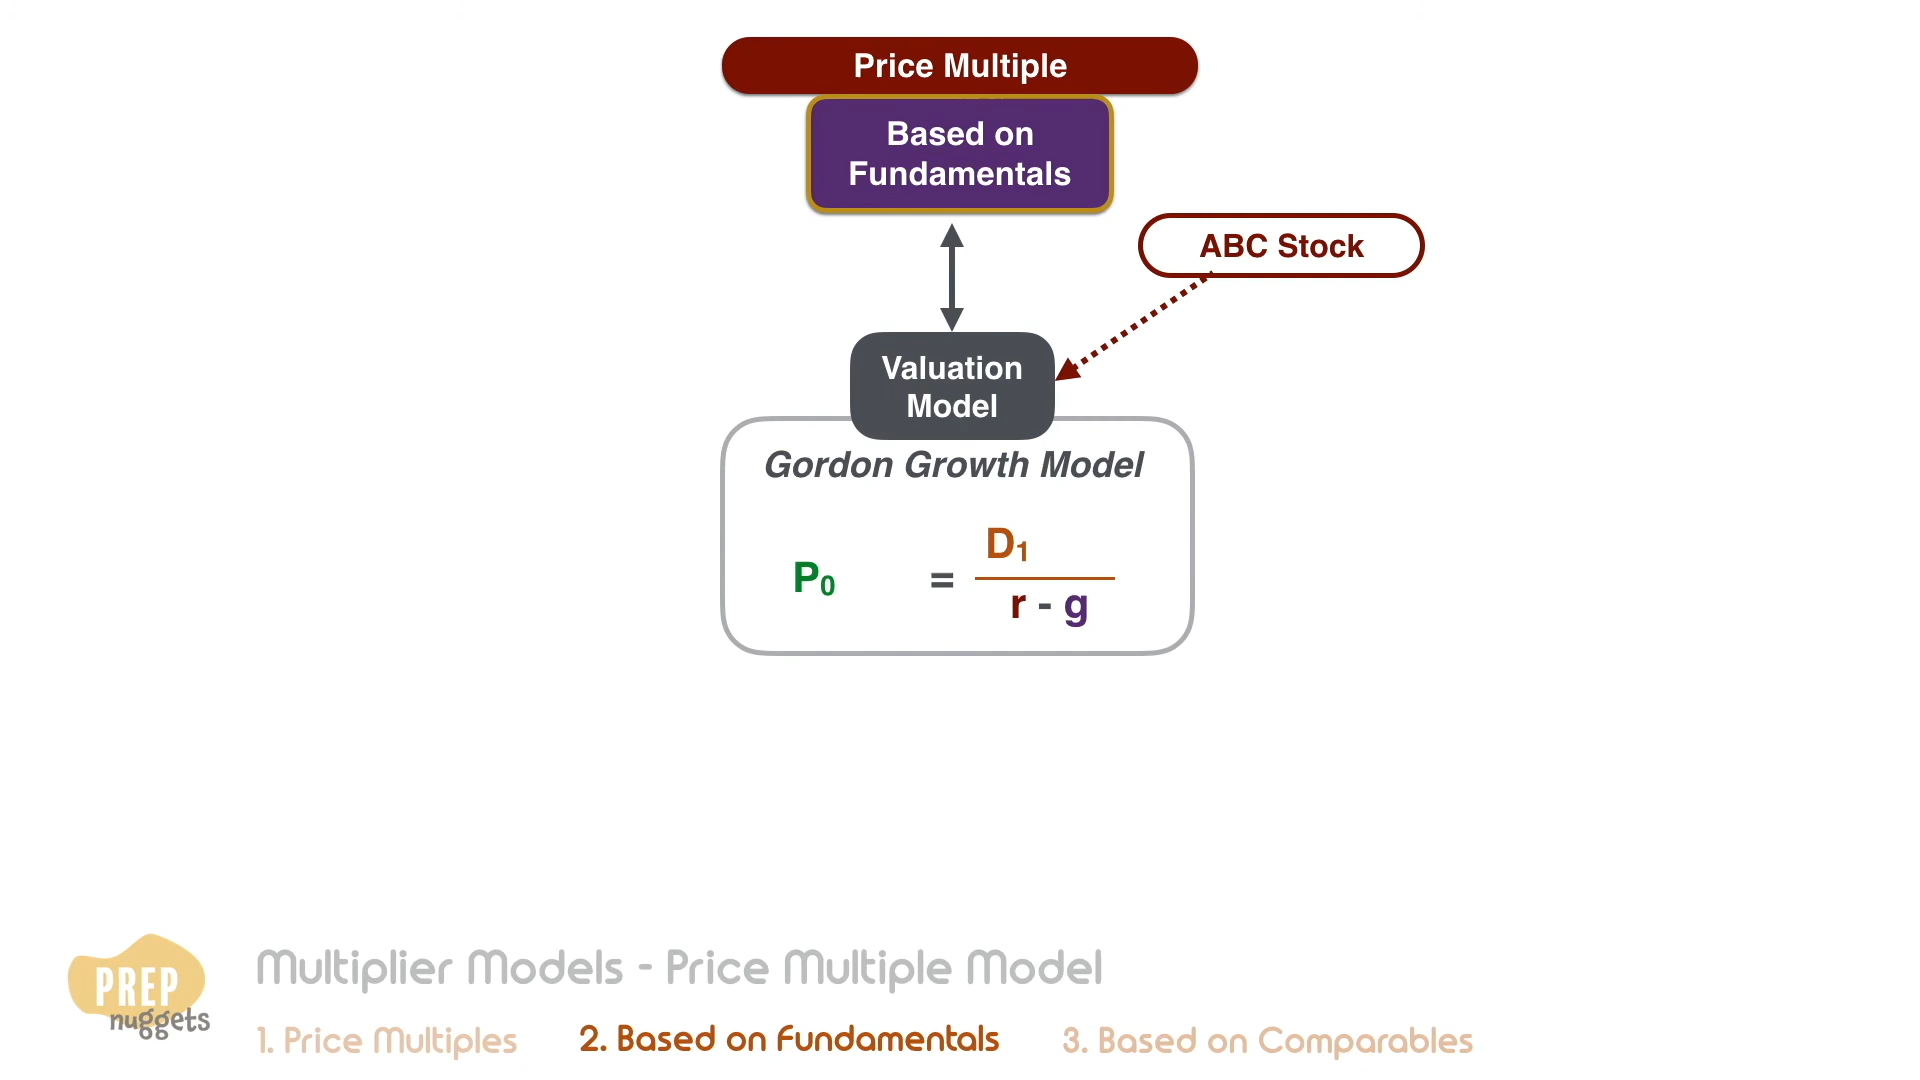 Price Multiple
Based on
Fundamentals
ABC Stock
Valuation
Model
Gordon Growth Model
P₀ = D₁ / r - g
PREP
nuggets
Multiplier Models - Price Multiple Model
1. Price Multiples
2. Based on Fundamentals
3. Based on Comparables